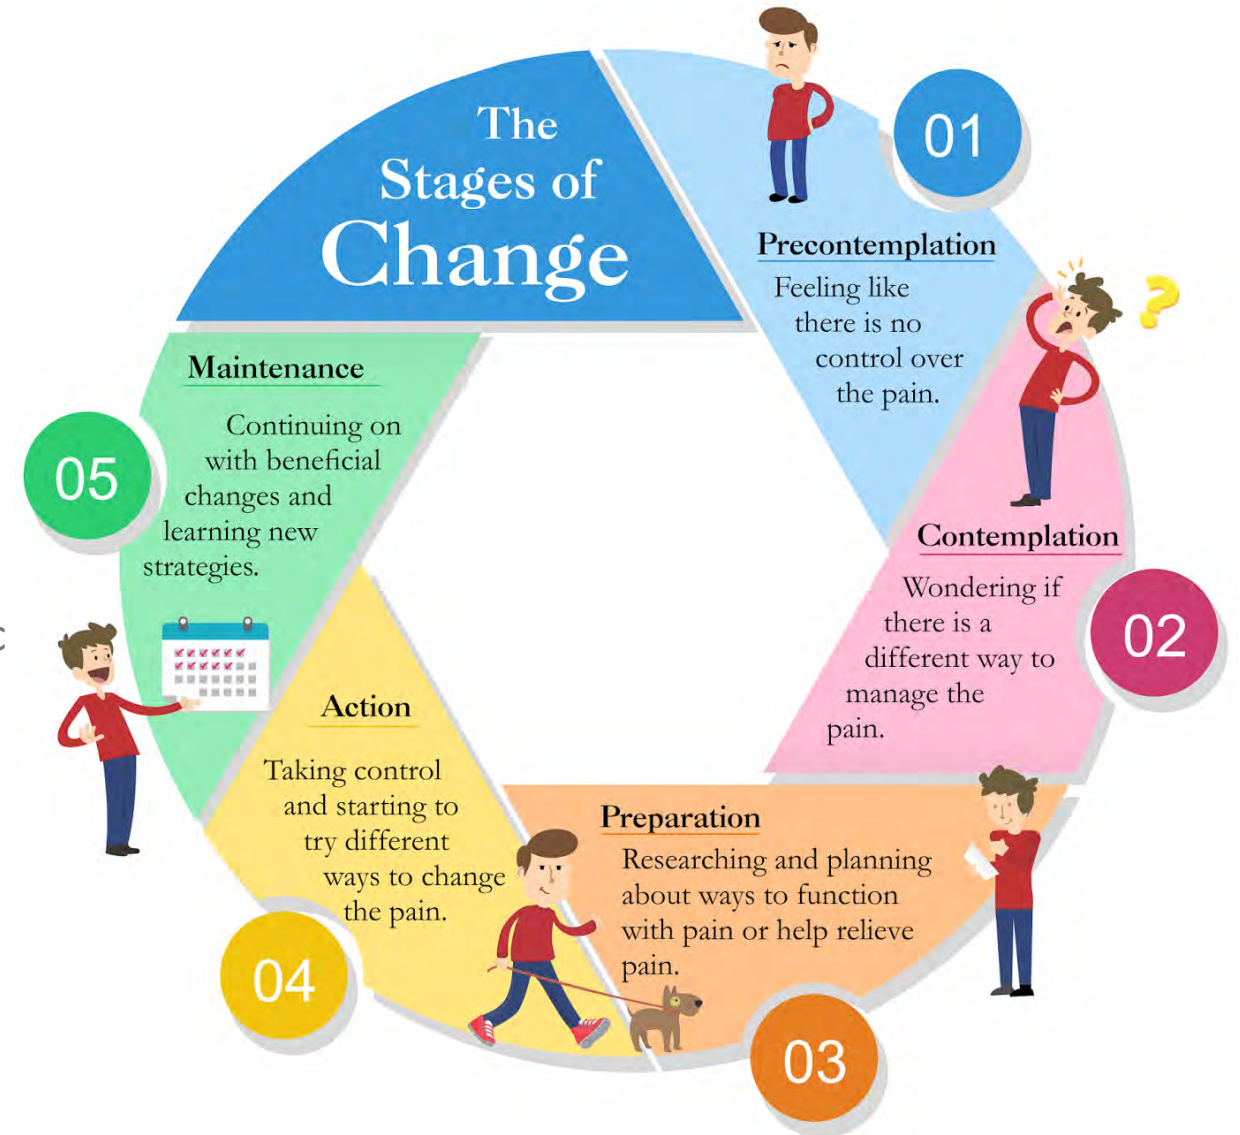 The
Stages of
Change
01
Precontemplation
Feeling like
there is no
control over
the pain.
02
Contemplation
Wondering if
there is a
different way to
manage the
pain.
03
Preparation
Researching and planning
about ways to function
with pain or help relieve
pain.
04
Action
Taking control
and starting to
try different
ways to change
the pain.
05
Maintenance
Continuing on
with beneficial
changes and
learning new
strategies.
c